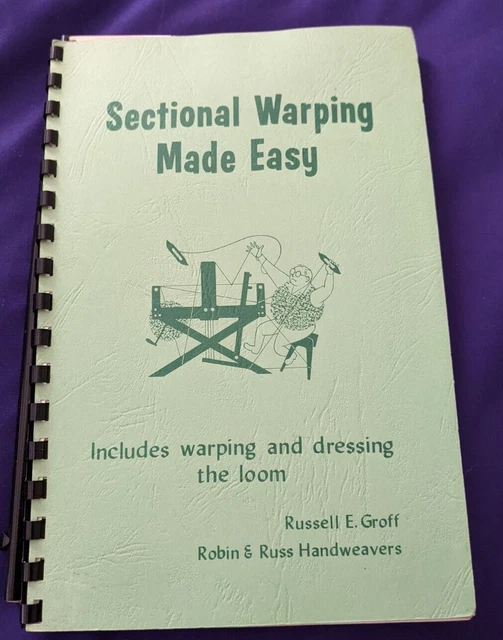 Sectional Warping
Made Easy
Includes warping and dressing
the loom
Russell E. Groff
Robin & Russ Handweavers